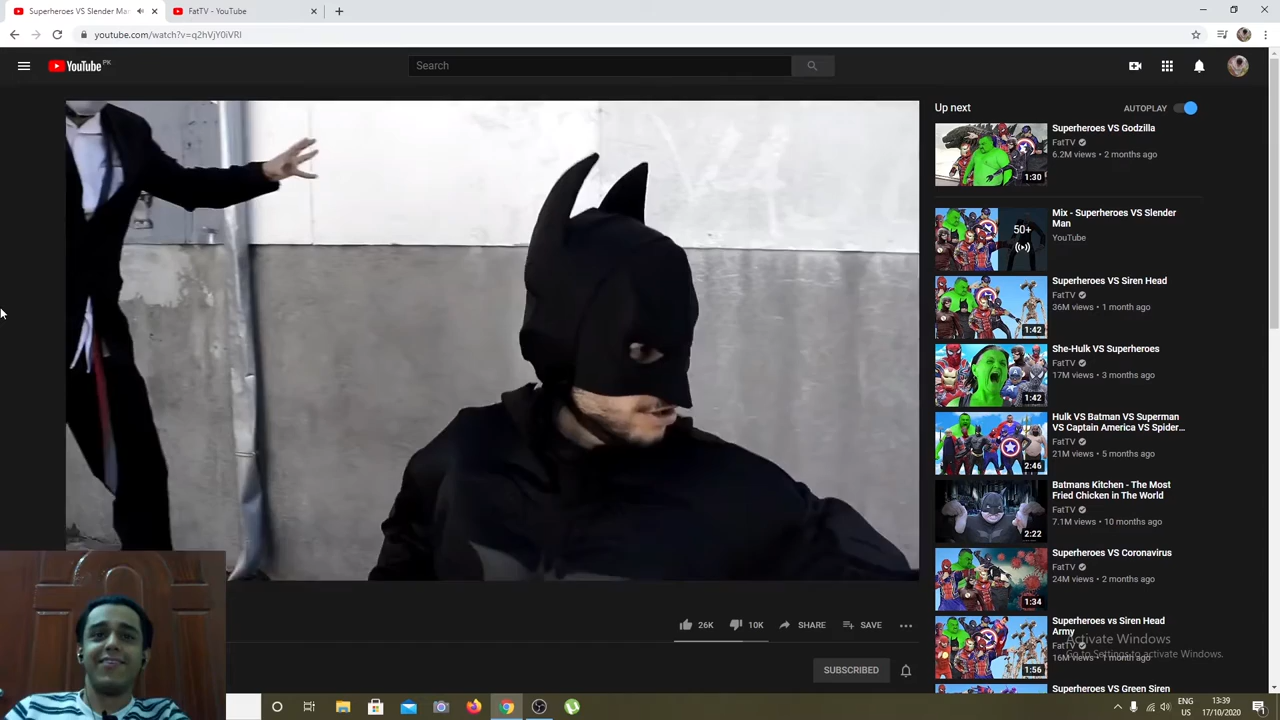 Superheroes VS Slender Ma
FatTV - YouTube
youtube.com/watch?v=q2hVjY0iVRI
YouTube PK
Search
Up next
AUTOPLAY
Superheroes VS Godzilla
FatTV
6.2M views • 2 months ago
1:30
Mix - Superheroes VS Slender
Man
YouTube
50+
Superheroes VS Siren Head
FatTV
36M views • 1 month ago
1:42
She-Hulk VS Superheroes
FatTV
17M views • 3 months ago
1:42
Hulk VS Batman VS Superman
VS Captain America VS Spider...
FatTV
21M views • 5 months ago
2:46
Batmans Kitchen - The Most
Fried Chicken in The World
FatTV
7.1M views • 10 months ago
2:22
Superheroes VS Coronavirus
FatTV
24M views • 2 months ago
1:34
Superheroes vs Siren Head
Army
FatTV
16M views • 1 month ago
1:56
Superheroes VS Green Siren
26K
10K
SHARE
SAVE
SUBSCRIBED
Activate Windows
Go to Settings to activate Windows.
ENG
US
13:39
17/10/2020